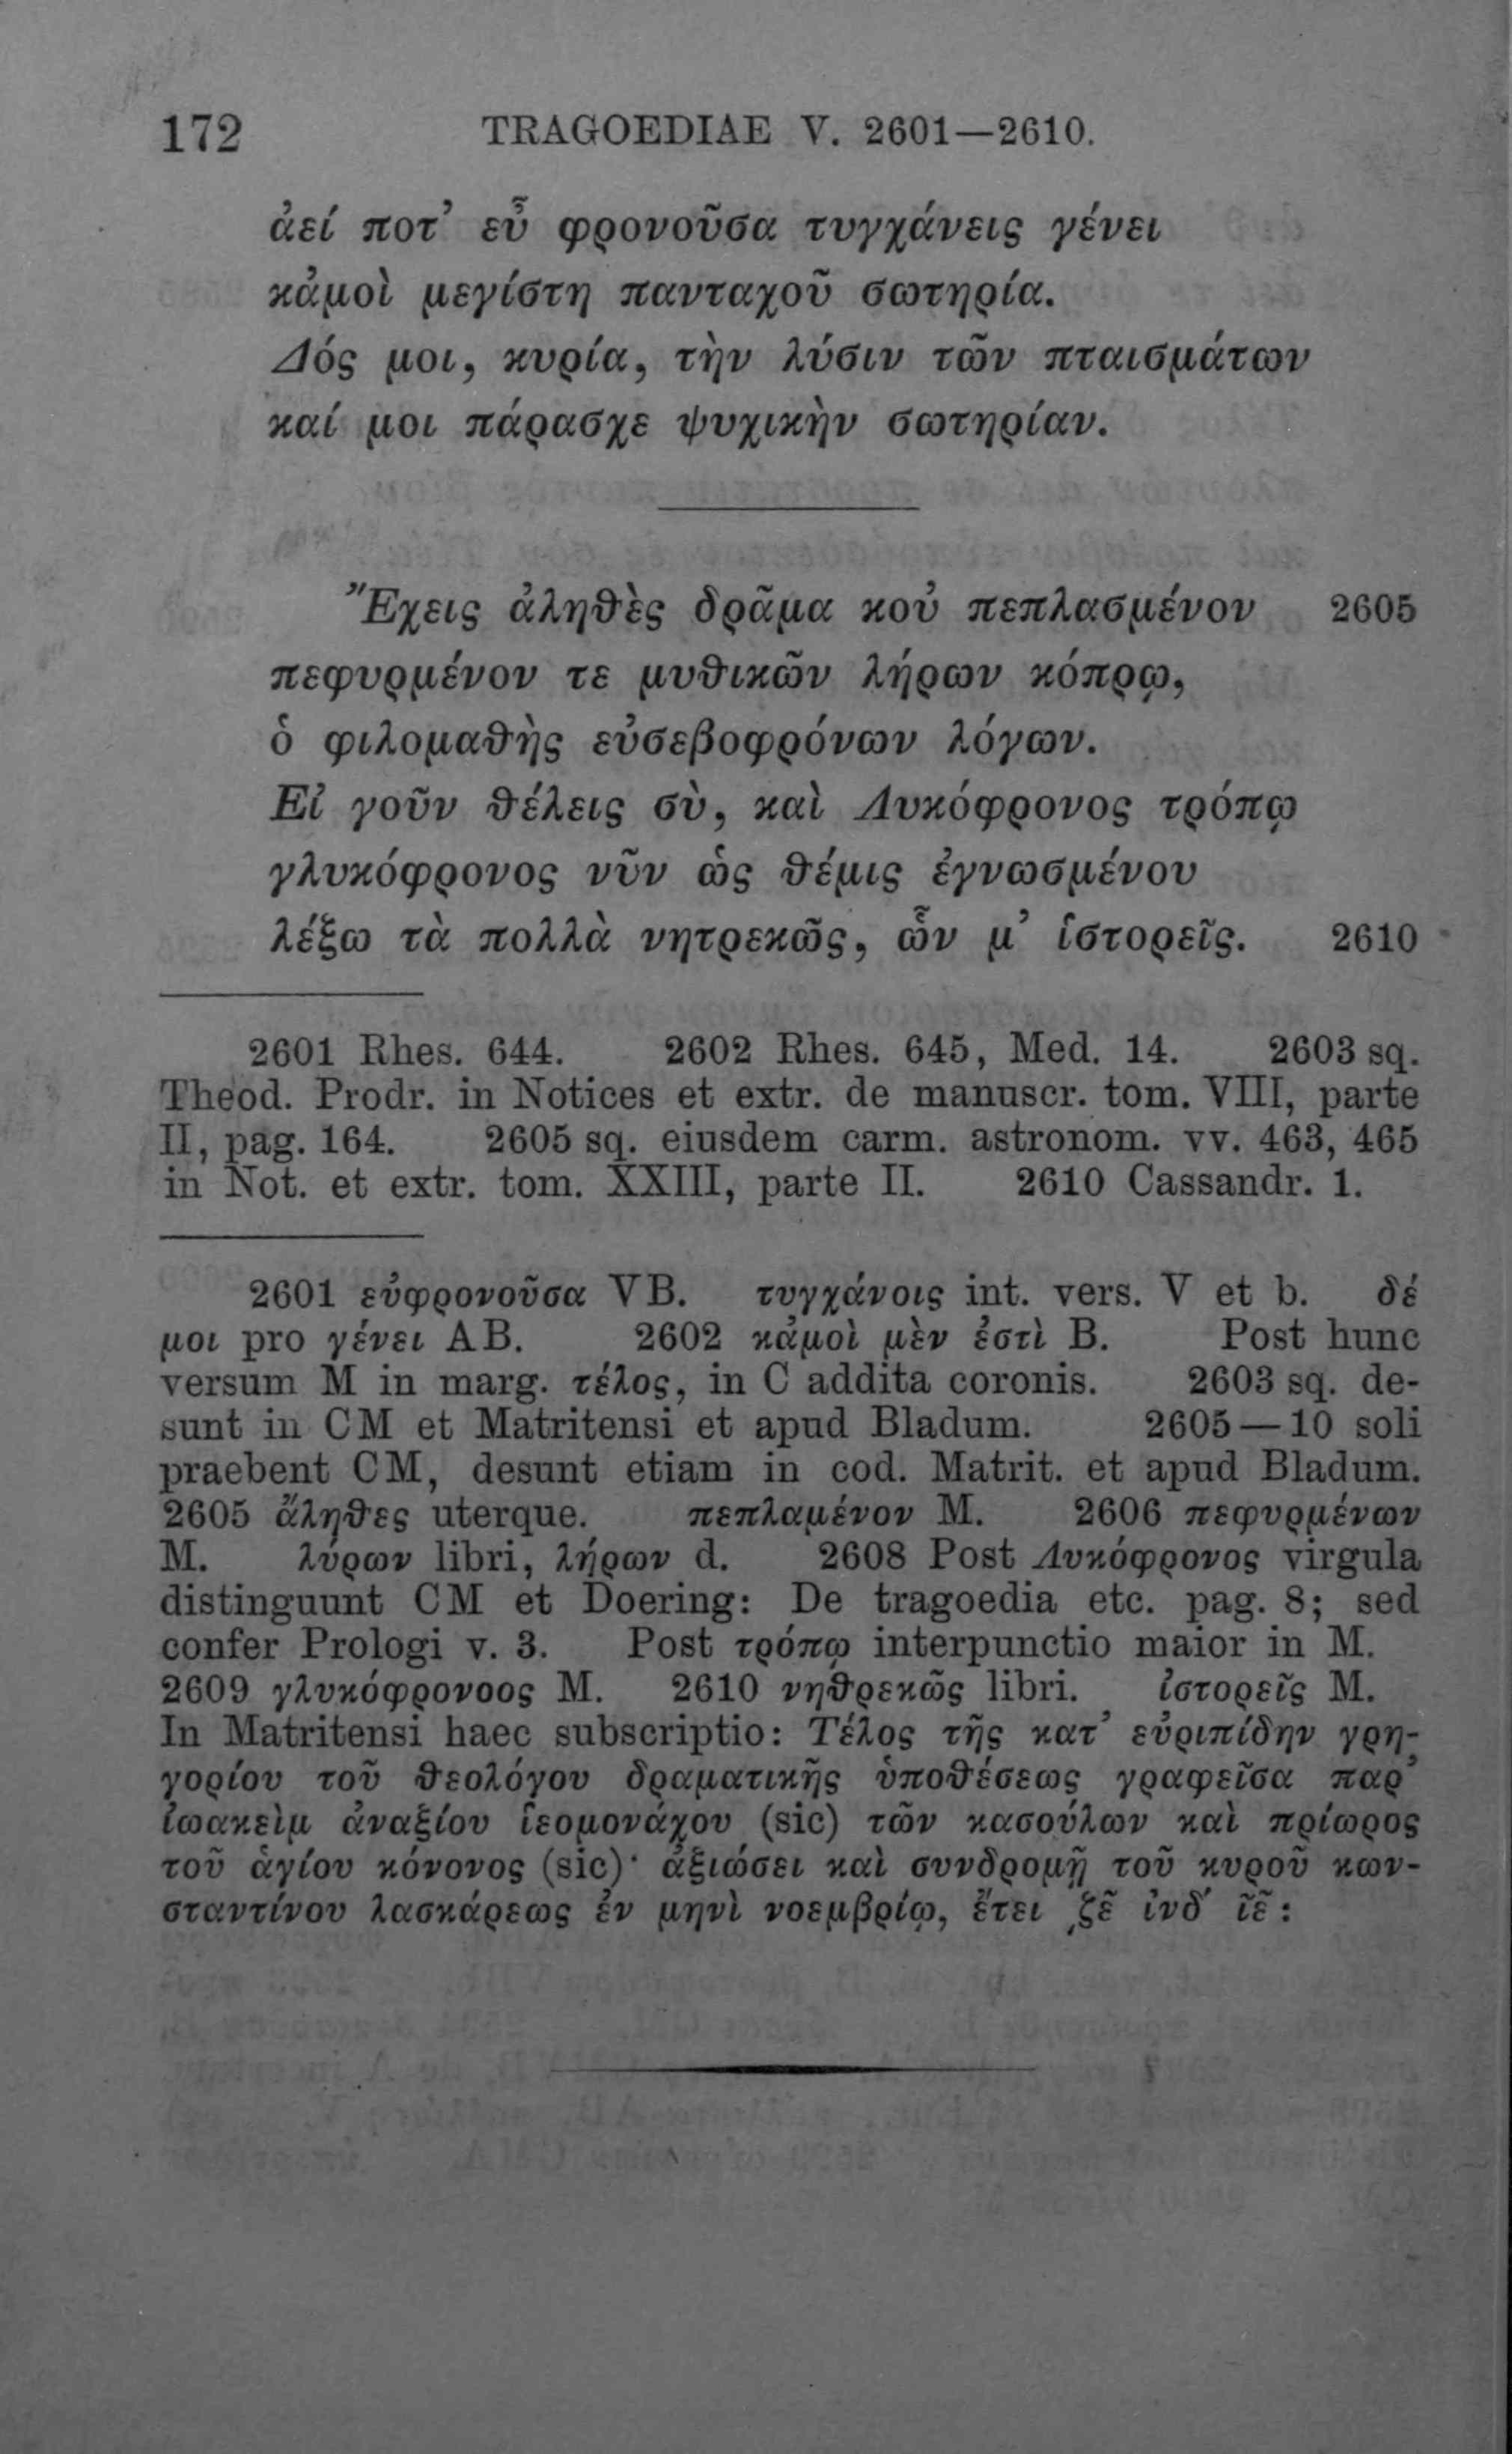 172 TRAGOEDIAE V. 2601—2610.
ἀεί ποτ’ εὖ φρονοῦσα τυγχάνεις γένει
κἀμοὶ μεγίστη πανταχοῦ σωτηρία.
Δός μοι, κυρία, τὴν λύσιν τῶν πταισμάτων
καί μοι πάρασχε ψυχικὴν σωτηρίαν.
Ἔχεις ἀληθὲς δρᾶμα κοὐ πεπλασμένον 2605
πεφυρμένον τε μυθικῶν λήρων κόπρῳ,
ὁ φιλομαθὴς εὐσεβοφρόνων λόγων.
Εἰ γοῦν θέλεις σὺ, καὶ Λυκόφρονος τρόπῳ
γλυκόφρονος νῦν ὡς θέμις ἐγνωσμένου
λέξω τὰ πολλὰ νητρεκῶς, ὧν μ’ ἱστορεῖς. 2610
2601 Rhes. 644. 2602 Rhes. 645, Med. 14. 2603 sq.
Theod. Prodr. in Notices et extr. de manuscr. tom. VIII, parte
II, pag. 164. 2605 sq. eiusdem carm. astronom. vv. 463, 465
in Not. et extr. tom. XXIII, parte II. 2610 Cassandr. 1.
2601 εὐφρονοῦσα VB. τυγχάνοις int. vers. V et b. δέ
μοι pro γένει AB. 2602 κἀμοὶ μὲν ἐστὶ B. Post hunc
versum M in marg. τέλος, in C addita coronis. 2603 sq. de-
sunt in CM et Matritensi et apud Bladum. 2605—10 soli
praebent CM, desunt etiam in cod. Matrit. et apud Bladum.
2605 ἄληθες uterque. πεπλαμένον M. 2606 πεφυρμένων
M. λύρων libri, λήρων d. 2608 Post Λυκόφρονος virgula
distinguunt CM et Doering: De tragoedia etc. pag. 8; sed
confer Prologi v. 3. Post τρόπῳ interpunctio maior in M.
2609 γλυκόφρονοος M. 2610 νηθρεκῶς libri. ἰστορεῖς M.
In Matritensi haec subscriptio: Τέλος τῆς κατ’ εὐριπίδην γρη-
γορίου τοῦ θεολόγου δραματικῆς ὑποθέσεως γραφεῖσα παρ’
ἰωακεὶμ ἀναξίου ἱεομονάχου (sic) τῶν κασούλων καὶ πρίωρος
τοῦ ἁγίου κόνονος (sic)· ἀξιώσει καὶ συνδρομῇ τοῦ κυροῦ κων-
σταντίνου λασκάρεως ἐν μηνὶ νοεμβρίῳ, ἔτει ͵ζε͂ ἰνδ΄ ῖε͂: